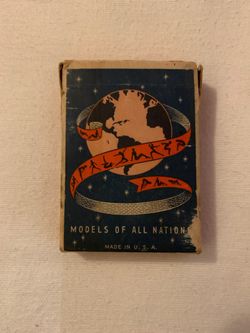 MODELS OF ALL NATIONS
MADE IN U. S. A.